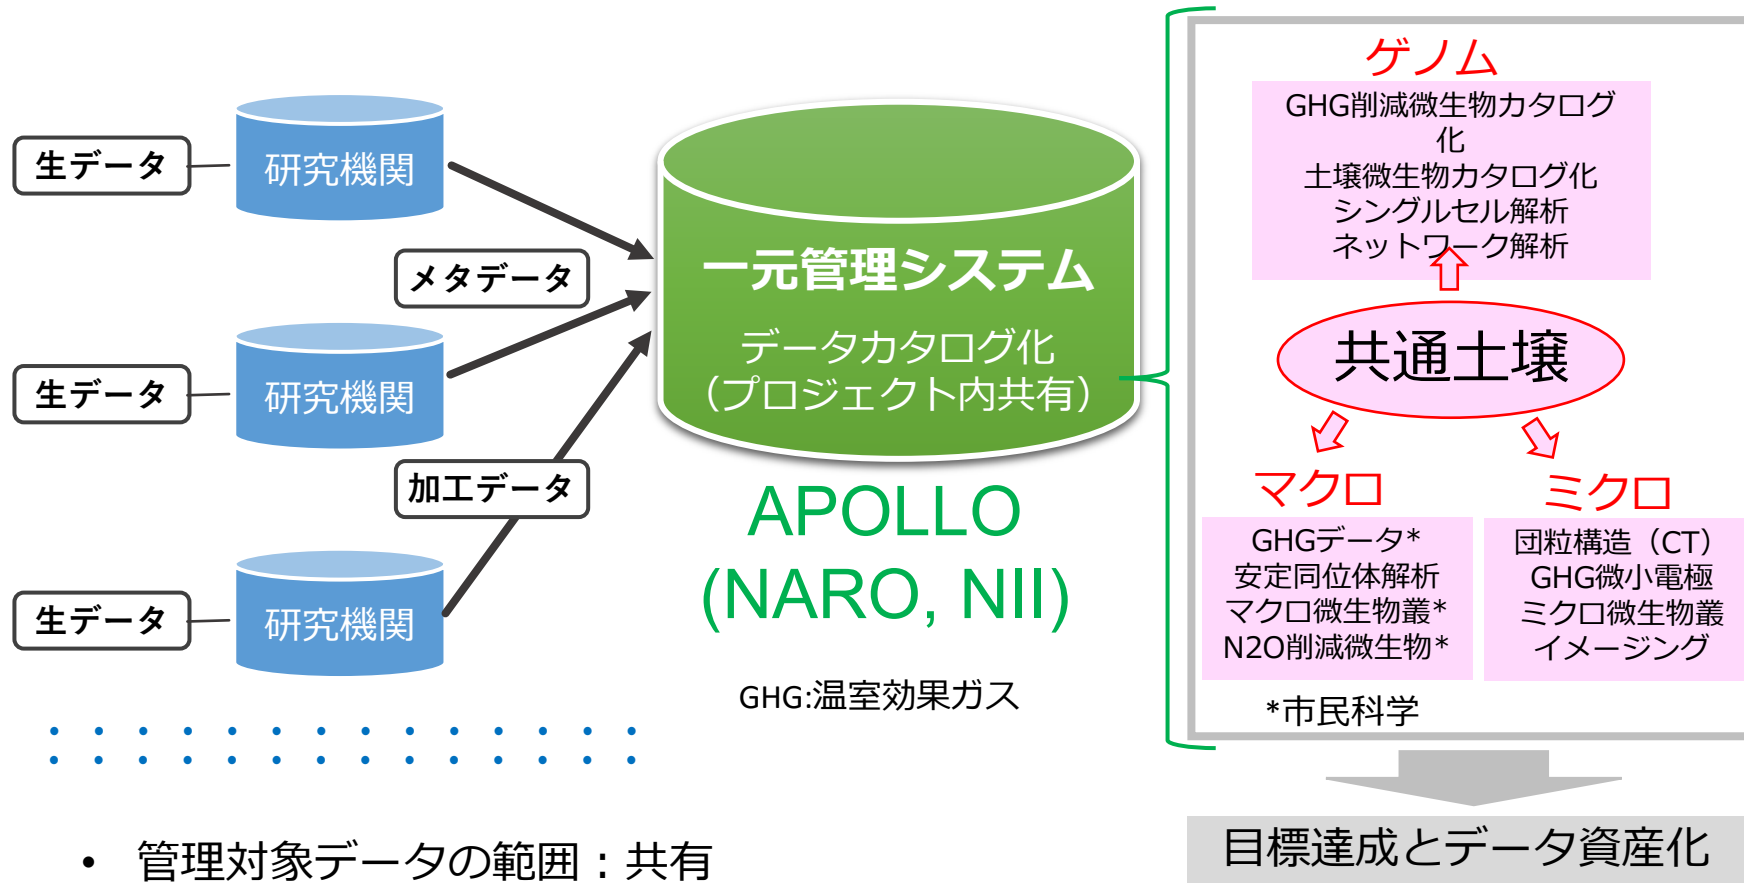 生データ
研究機関
メタデータ
生データ
研究機関
加工データ
生データ
研究機関
一元管理システム
データカタログ化
（プロジェクト内共有）
APOLLO
(NARO, NII)
GHG:温室効果ガス
ゲノム
GHG削減微生物カタログ
化
土壌微生物カタログ化
シングルセル解析
ネットワーク解析
共通土壌
マクロ
GHGデータ*
安定同位体解析
マクロ微生物叢*
N2O削減微生物*
ミクロ
団粒構造（CT）
GHG微小電極
ミクロ微生物叢
イメージング
*市民科学
目標達成とデータ資産化
• 管理対象データの範囲：共有